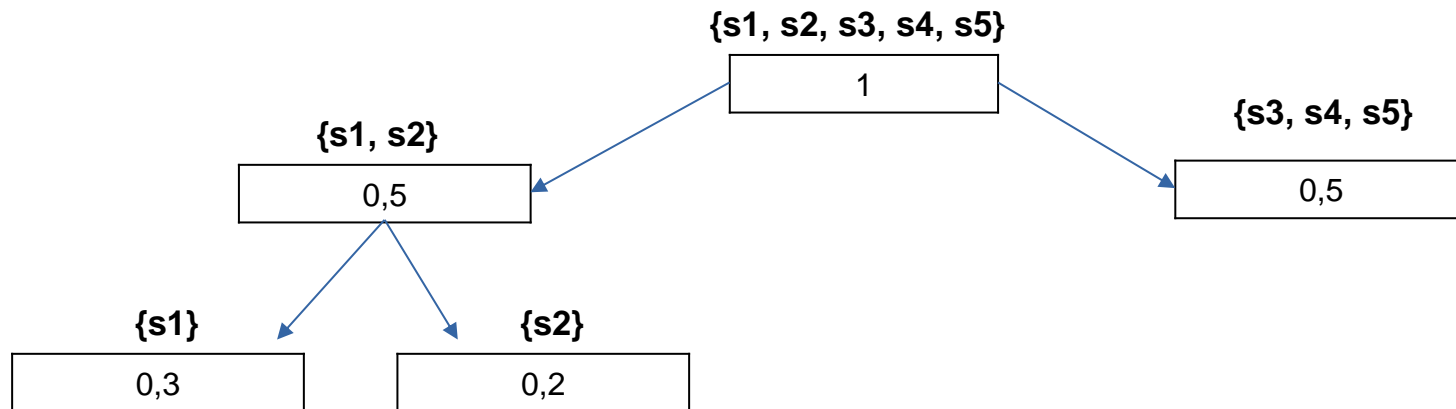 {s1, s2, s3, s4, s5}
1
{s1, s2}
0,5
{s3, s4, s5}
0,5
{s1}
0,3
{s2}
0,2